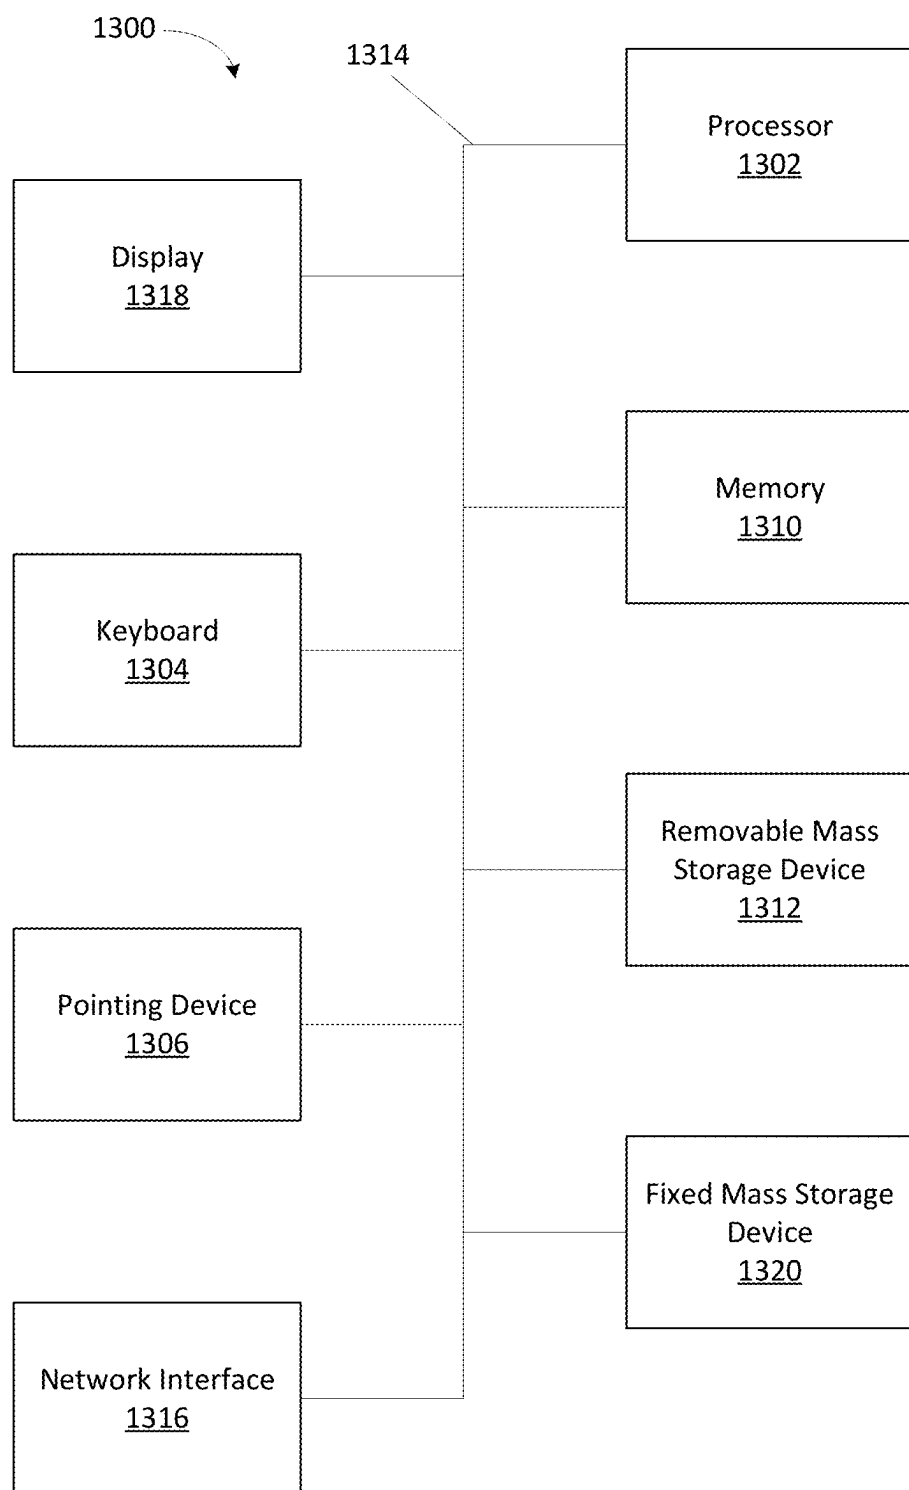 1300
1314
Processor
1302
Display
1318
Memory
1310
Keyboard
1304
Removable Mass
Storage Device
1312
Pointing Device
1306
Fixed Mass Storage
Device
1320
Network Interface
1316